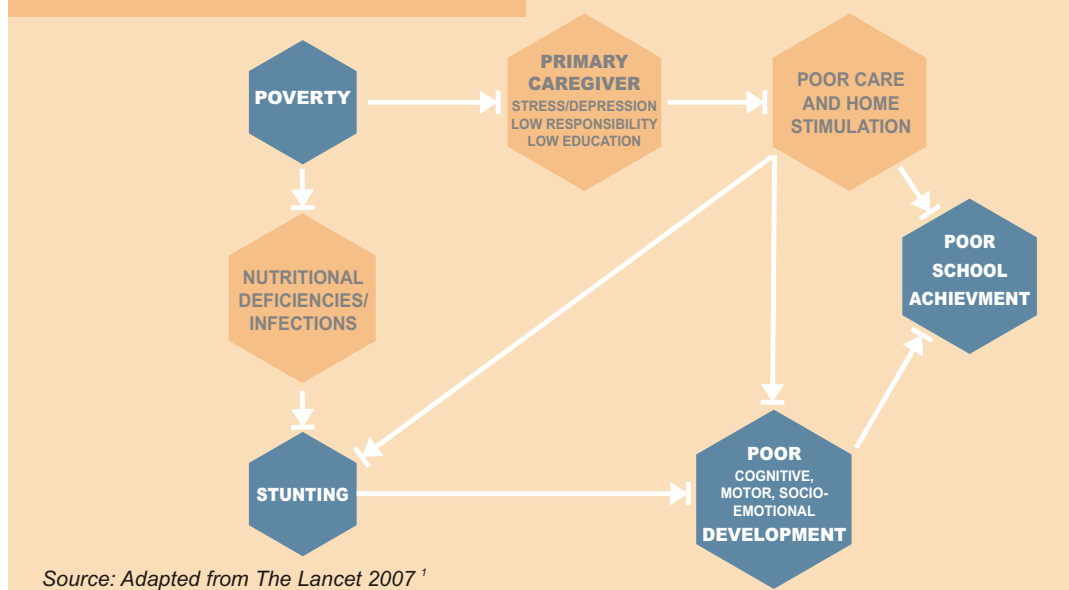 POVERTY
PRIMARY
CAREGIVER
STRESS/DEPRESSION
LOW RESPONSIBILITY
LOW EDUCATION
POOR CARE
AND HOME
STIMULATION
NUTRITIONAL
DEFICIENCIES/
INFECTIONS
POOR
SCHOOL
ACHIEVMENT
STUNTING
POOR
COGNITIVE,
MOTOR, SOCIO-
EMOTIONAL
DEVELOPMENT
Source: Adapted from The Lancet 2007 ¹